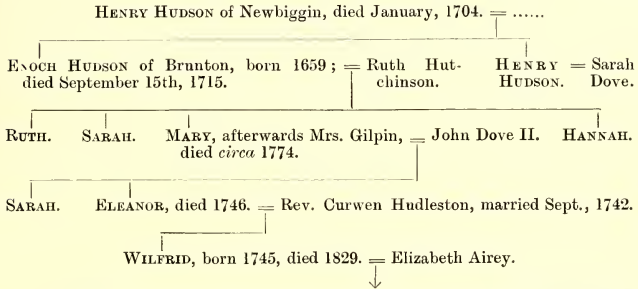 HENRY HUDSON of Newbiggin, died January, 1704. = ......
ENOCH HUDSON of Brunton, born 1659; = Ruth Hut- HENRY = Sarah
died September 15th, 1715. chinson. HUDSON. Dove.
RUTH. SARAH. MARY, afterwards Mrs. Gilpin, = John Dove II. HANNAH.
died circa 1774.
SARAH. ELEANOR, died 1746. = Rev. Curwen Hudleston, married Sept., 1742.
WILFRID, born 1745, died 1829. = Elizabeth Airey.